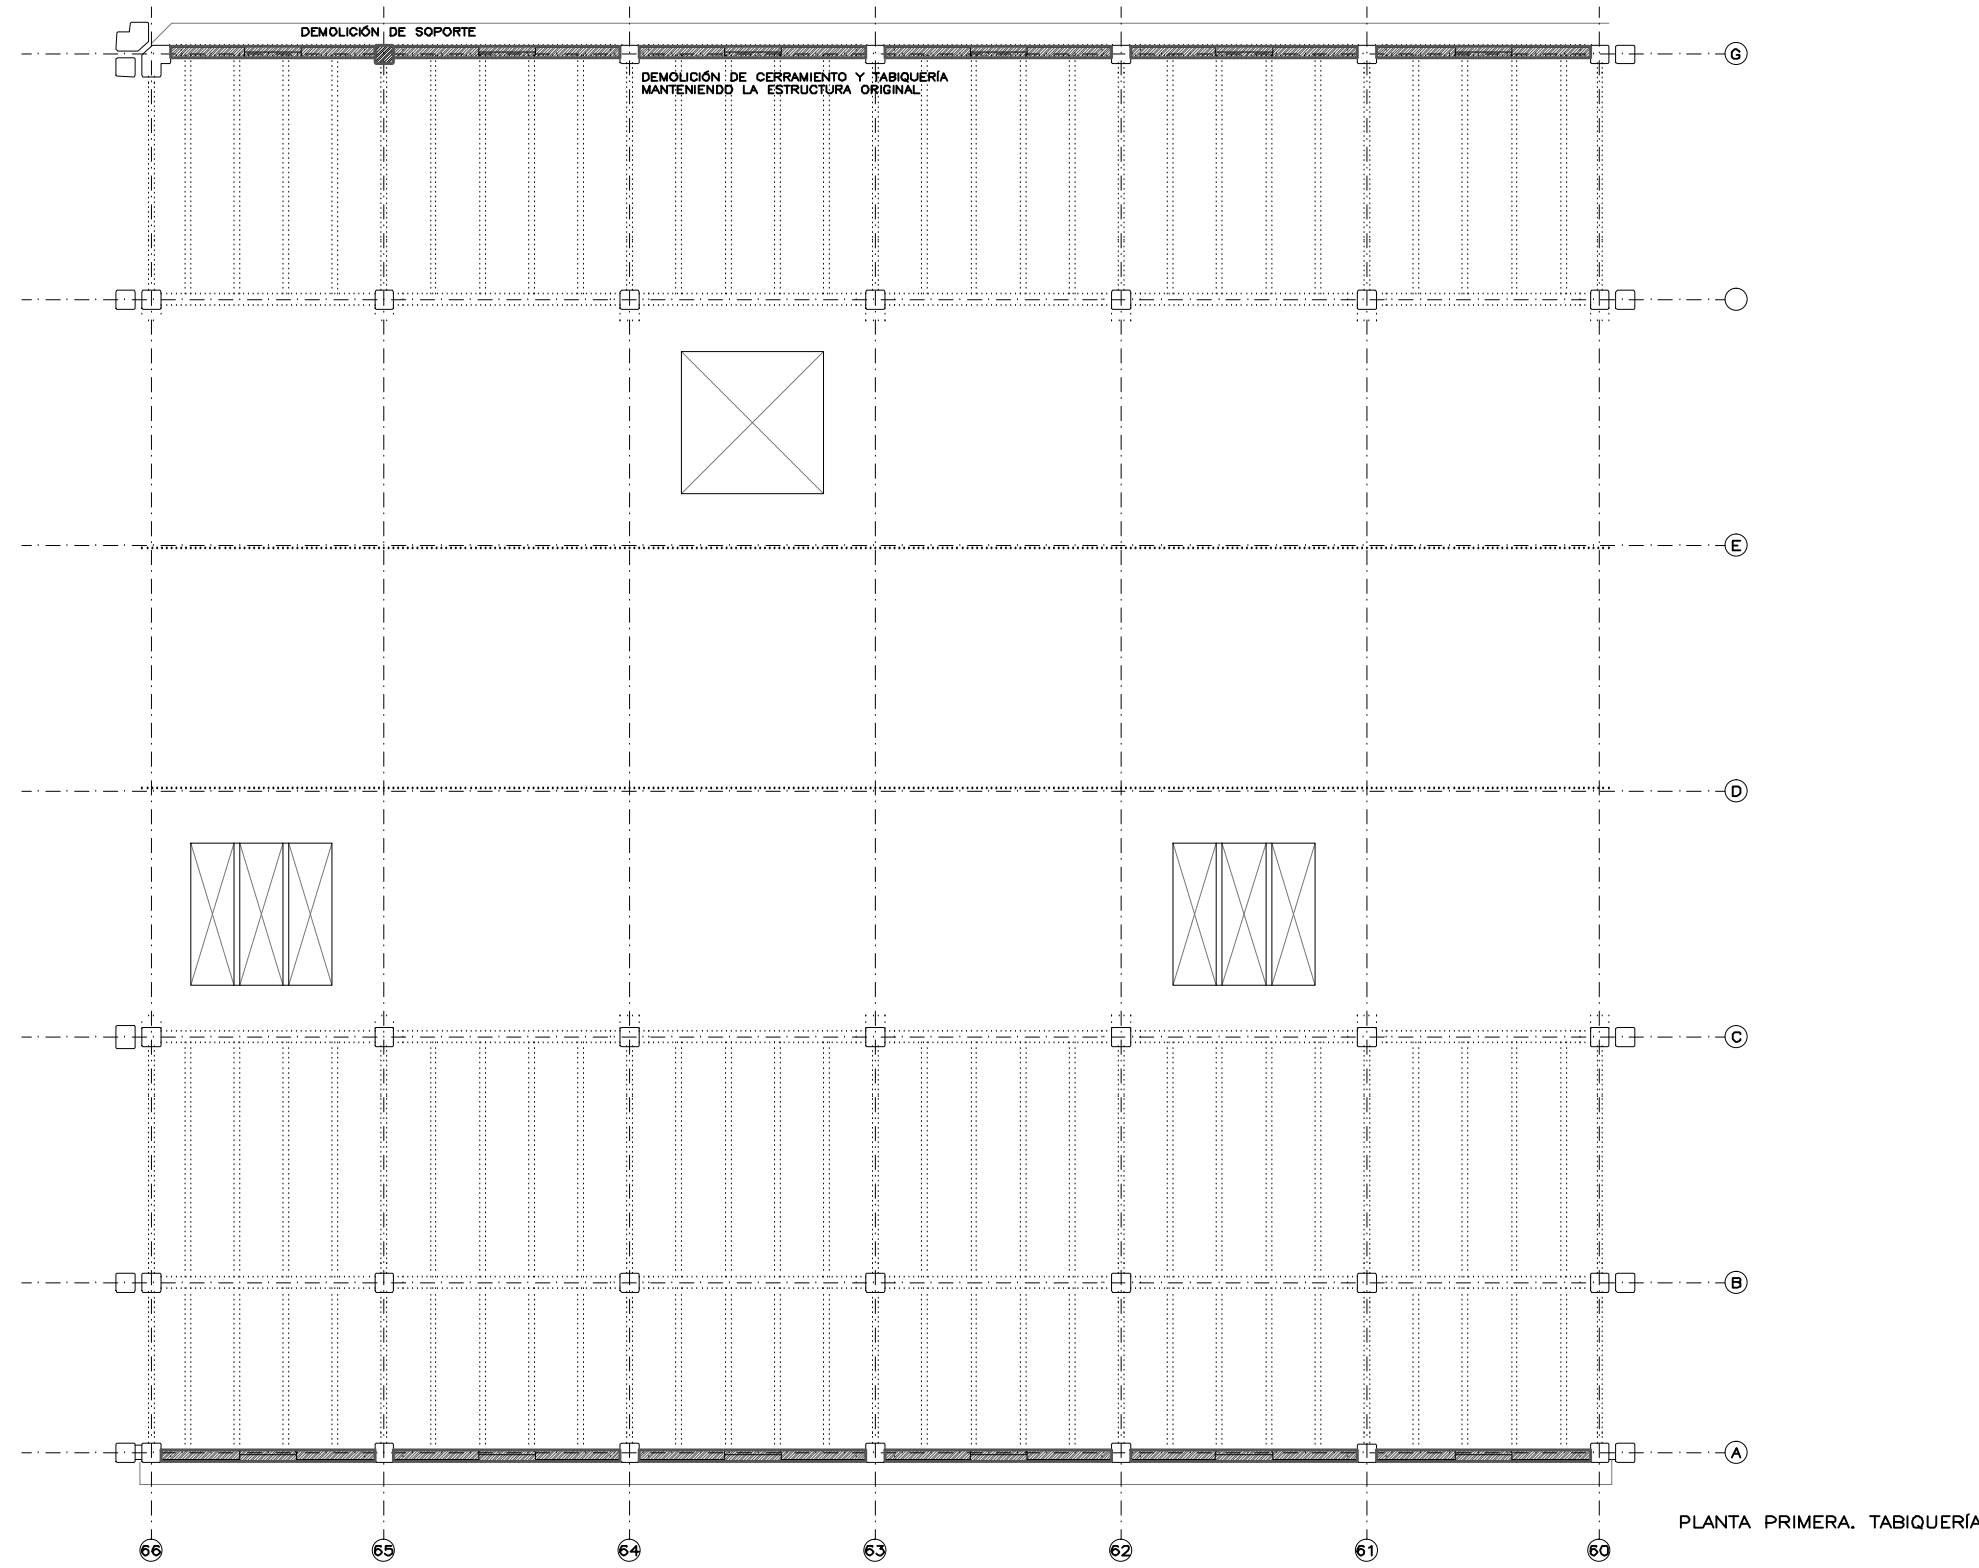 DEMOLICIÓN DE SOPORTE
G
DEMOLICIÓN DE CERRAMIENTO Y TABIQUERÍA
MANTENIENDO LA ESTRUCTURA ORIGINAL
E
D
C
B
A
PLANTA PRIMERA. TABIQUERÍA
66 65 64 63 62 61 60